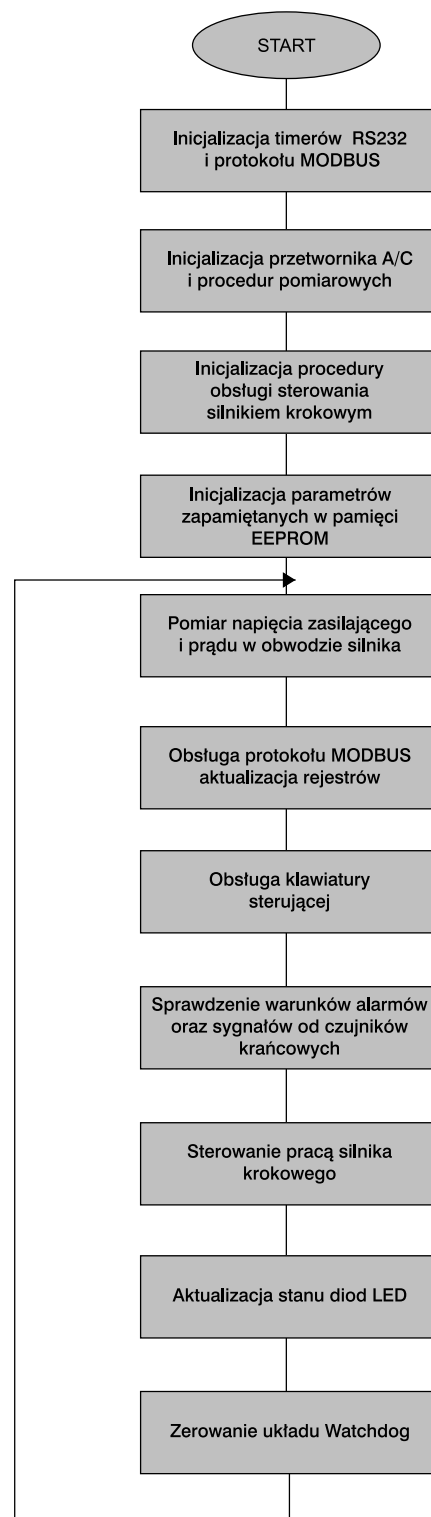 START
Inicjalizacja timerów RS232
i protokołu MODBUS
Inicjalizacja przetwornika A/C
i procedur pomiarowych
Inicjalizacja procedury
obsługi sterowania
silnikiem krokowym
Inicjalizacja parametrów
zapamiętanych w pamięci
EEPROM
Pomiar napięcia zasilającego
i prądu w obwodzie silnika
Obsługa protokołu MODBUS
aktualizacja rejestrów
Obsługa klawiatury
sterującej
Sprawdzenie warunków alarmów
oraz sygnałów od czujników
krańcowych
Sterowanie pracą silnika
krokowego
Aktualizacja stanu diod LED
Zerowanie układu Watchdog